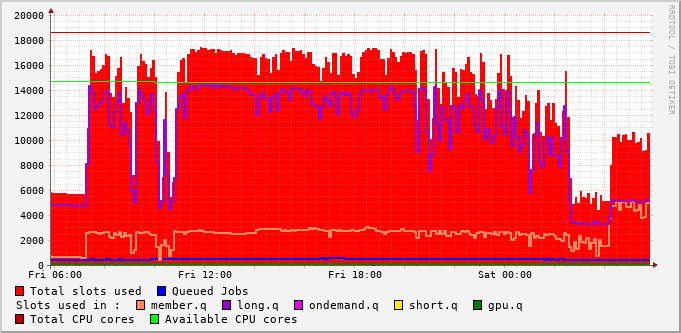 20000
18000
16000
14000
12000
10000
8000
6000
4000
2000
0
Fri 06:00 Fri 12:00 Fri 18:00 Sat 00:00
RRDTOOL / TOBI OETIKER
Total slots used Queued Jobs
Slots used in : member.q long.q ondemand.q short.q gpu.q
Total CPU cores Available CPU cores